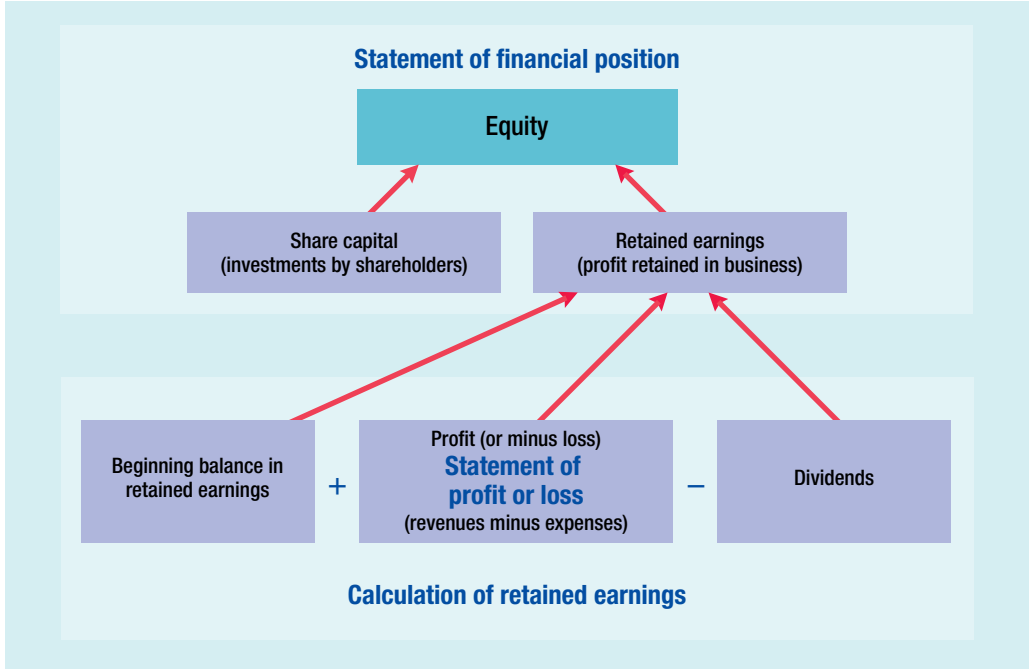 Statement of financial position
Equity
Share capital
(investments by shareholders)
Retained earnings
(profit retained in business)
Beginning balance in
retained earnings
+
Profit (or minus loss)
Statement of
profit or loss
(revenues minus expenses)
–
Dividends
Calculation of retained earnings